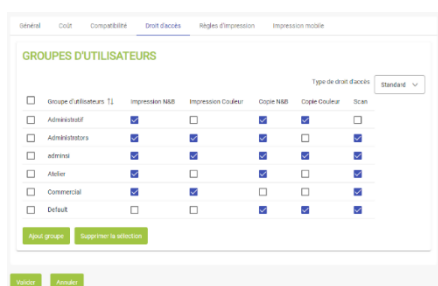 Général Coût Compatibilité Droit d'accès Règles d'impression Impression mobile
GROUPES D'UTILISATEURS
Type de droit d'accès Standard
Groupe d'utilisateurs Impression N&B Impression Couleur Copie N&B Copie Couleur Scan
Administratif
Administrators
adminsi
Atelier
Commercial
Default
Ajout groupe Supprimer la sélection
Valider Annuler